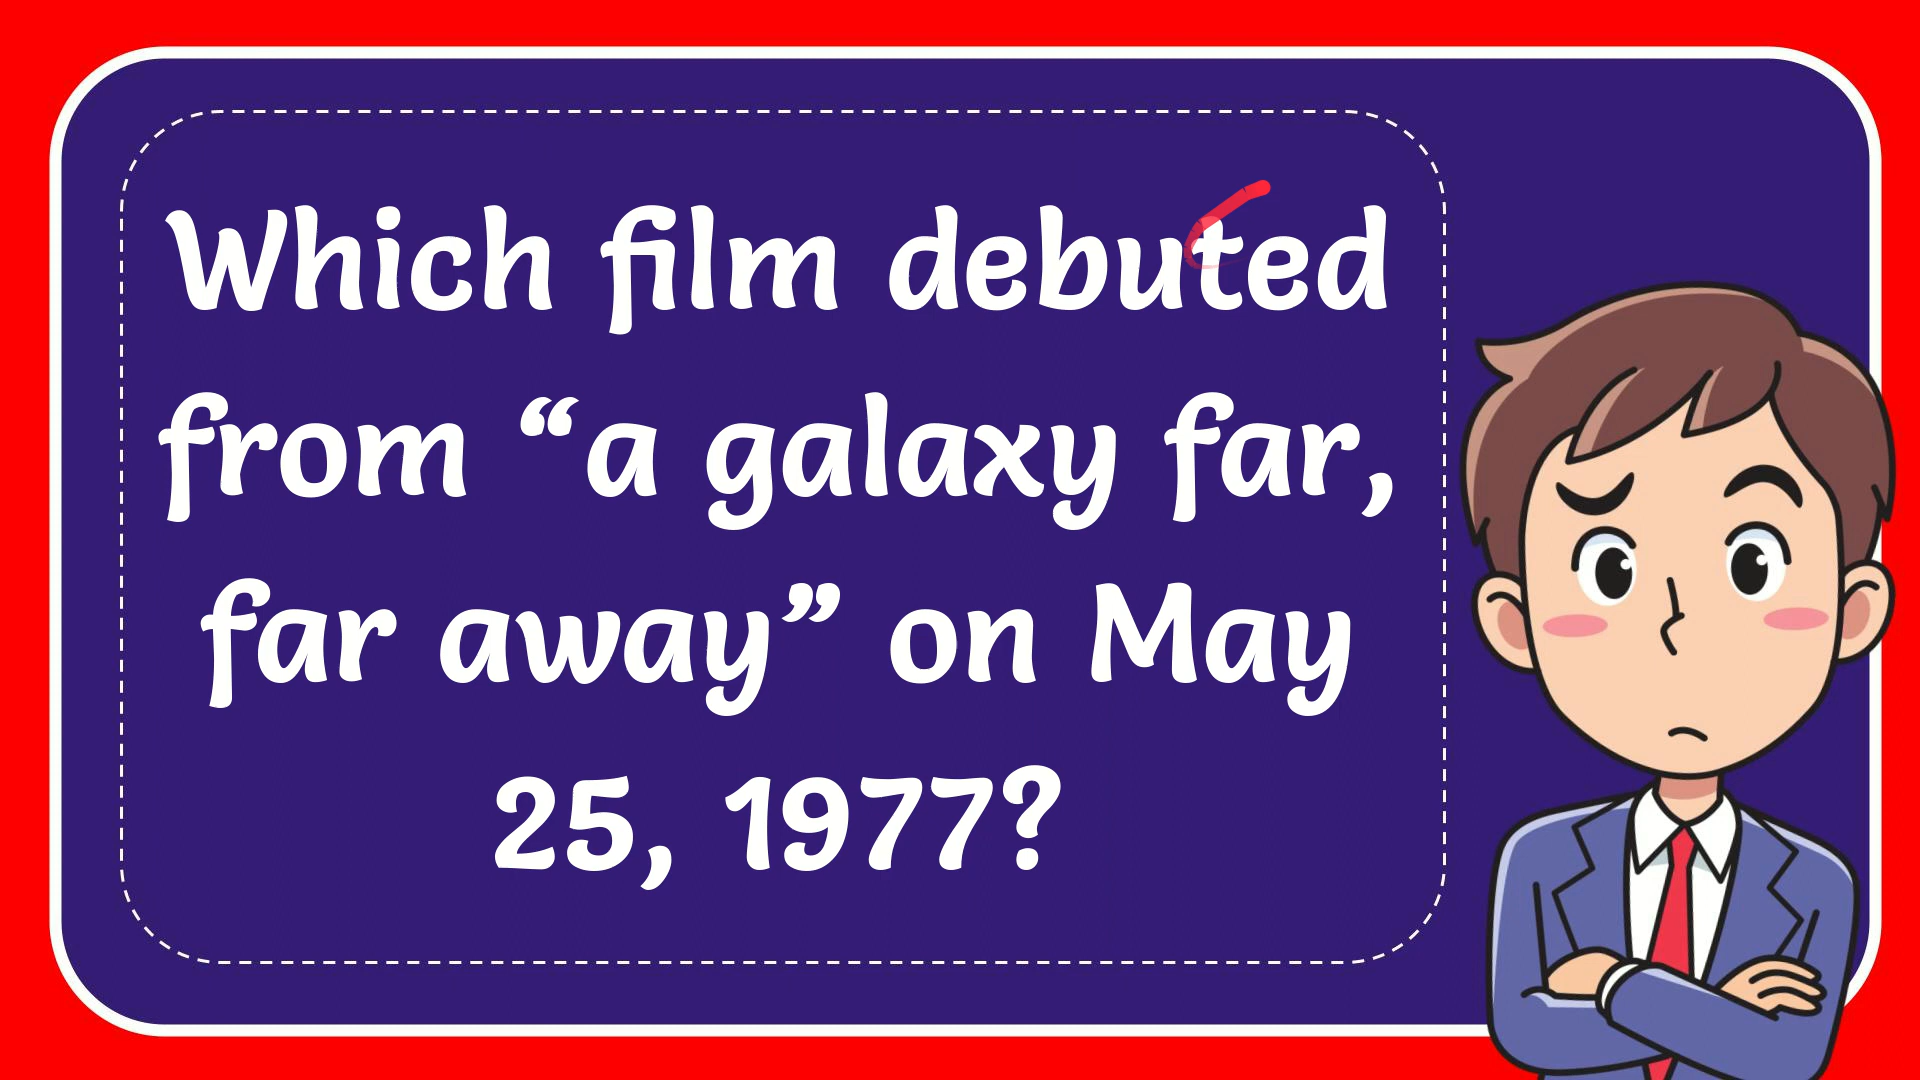 Which film debuted
from “a galaxy far,
far away” on May
25, 1977?